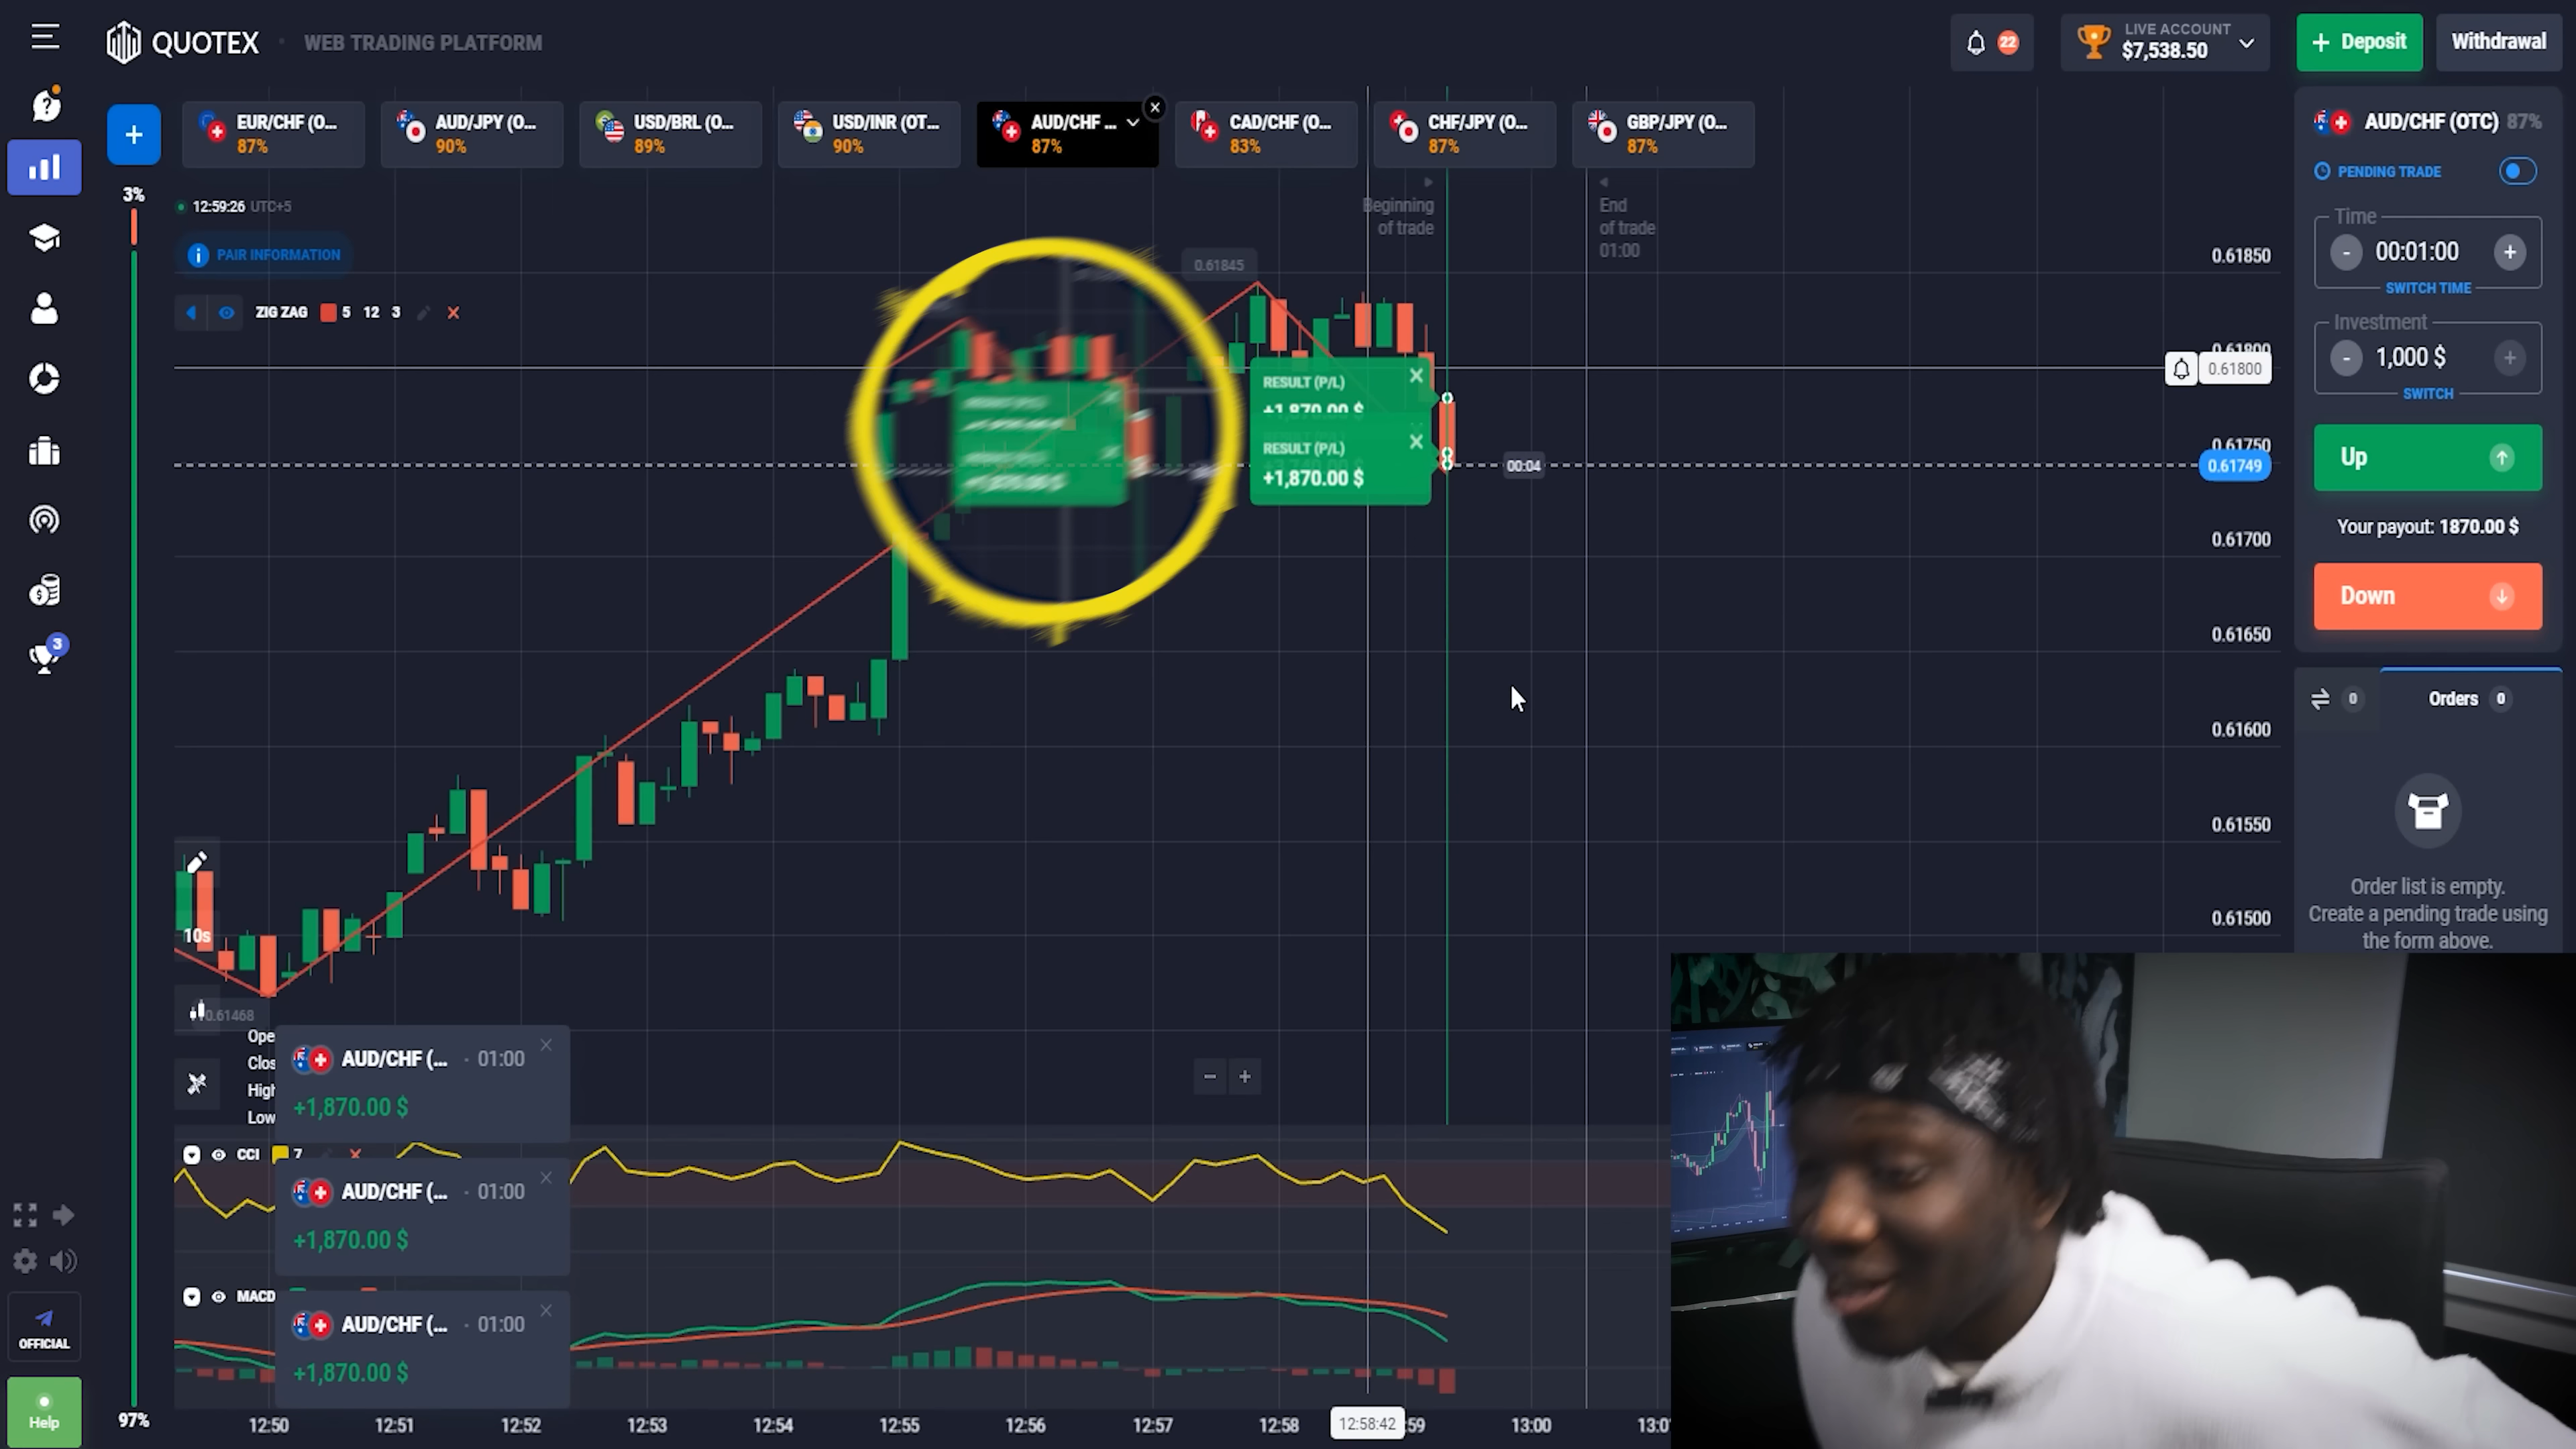 QUOTEX
WEB TRADING PLATFORM
22
LIVE ACCOUNT
$7,538.50
+ Deposit
Withdrawal
EUR/CHF (O...
87%
AUD/JPY (O...
90%
USD/BRL (O...
89%
USD/INR (OT...
90%
AUD/CHF ...
87%
CAD/CHF (O...
83%
CHF/JPY (O...
87%
GBP/JPY (O...
87%
3%
12:59:26 UTC+5
PAIR INFORMATION
ZIG ZAG 5 12 3
Beginning
of trade
End
of trade
01:00
0.61845
RESULT (P/L)
+1,870.00 $
RESULT (P/L)
+1,870.00 $
00:04
0.61850
0.61800
0.61800
0.61750
0.61749
0.61700
0.61650
0.61600
0.61550
0.61500
AUD/CHF (OTC) 87%
PENDING TRADE
Time
- 00:01:00 +
SWITCH TIME
Investment
- 1,000 $ +
SWITCH
Up
Your payout: 1870.00 $
Down
0
Orders 0
Order list is empty.
Create a pending trade using
the form above.
3
10s
0.61468
Ope
Clos
High
Low
AUD/CHF (... · 01:00
+1,870.00 $
AUD/CHF (... · 01:00
+1,870.00 $
AUD/CHF (... · 01:00
+1,870.00 $
CCI 7
MACD
OFFICIAL
Help
97%
12:50 12:51 12:52 12:53 12:54 12:55 12:56 12:57 12:58 12:58:42 :59 13:00 13:0